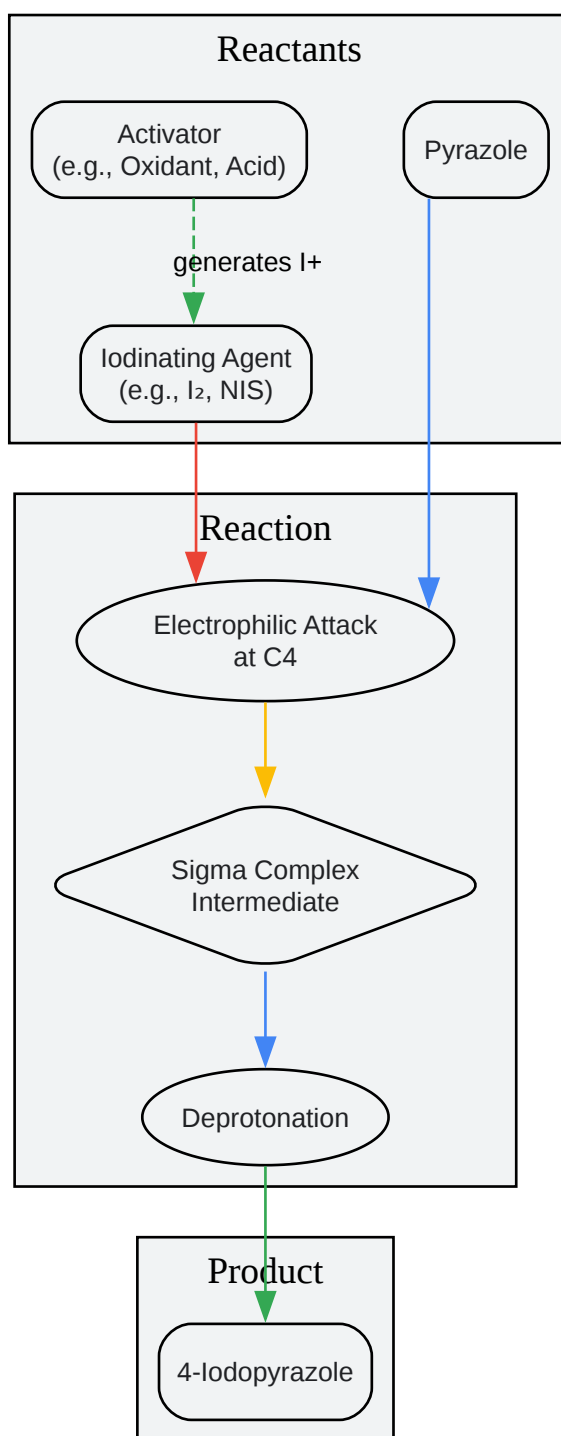 Reactants
Activator
(e.g., Oxidant, Acid)
Pyrazole
generates I+
Iodinating Agent
(e.g., I₂, NIS)
Reaction
Electrophilic Attack
at C4
Sigma Complex
Intermediate
Deprotonation
Product
4-Iodopyrazole